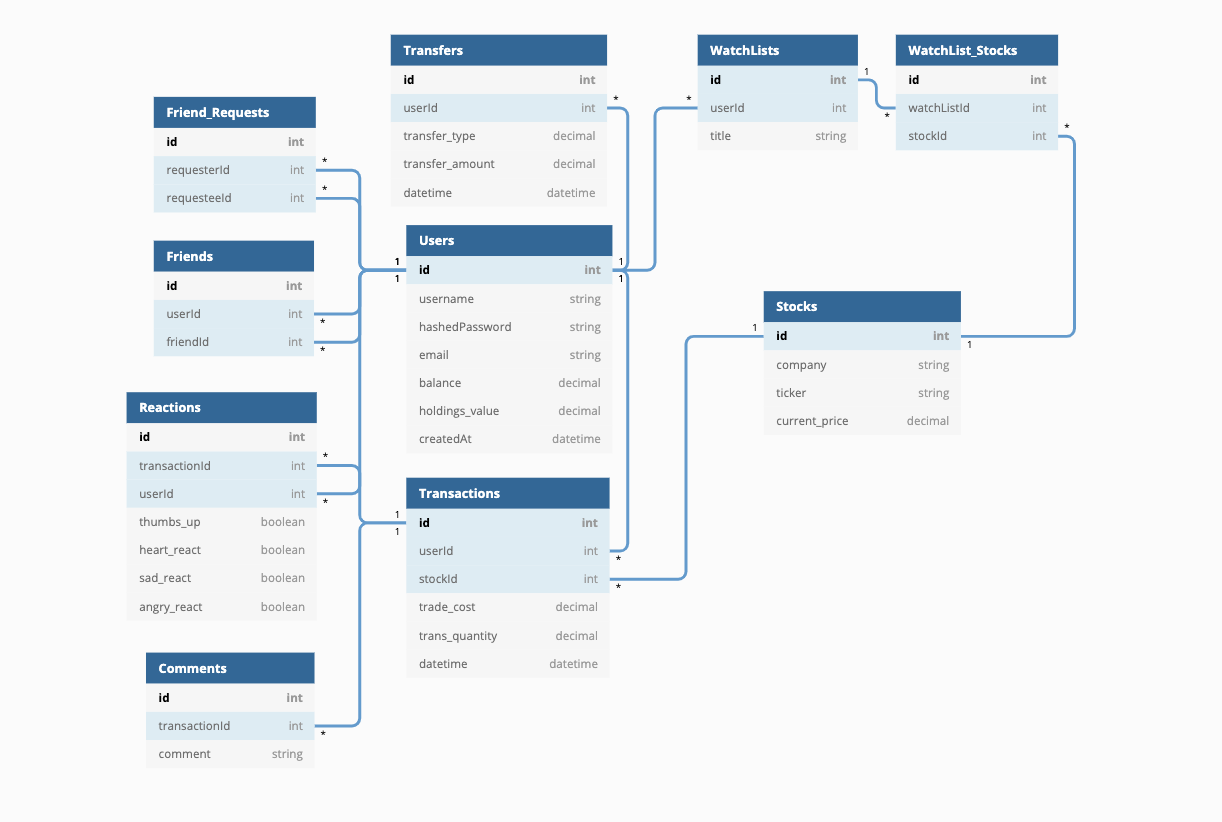 Transfers
id int
userId int
transfer_type decimal
transfer_amount decimal
datetime datetime
WatchLists
id int
userId int
title string
WatchList_Stocks
id int
watchListId int
stockId int
Friend_Requests
id int
requesterId int
requesteeId int
Friends
id int
userId int
friendId int
Users
id int
username string
hashedPassword string
email string
balance decimal
holdings_value decimal
createdAt datetime
Stocks
id int
company string
ticker string
current_price decimal
Reactions
id int
transactionId int
userId int
thumbs_up boolean
heart_react boolean
sad_react boolean
angry_react boolean
Transactions
id int
userId int
stockId int
trade_cost decimal
trans_quantity decimal
datetime datetime
Comments
id int
transactionId int
comment string
*
*
1
*
*
*
*
1
1
1
1
*
*
1
1
*
*
1
1
*
*
*